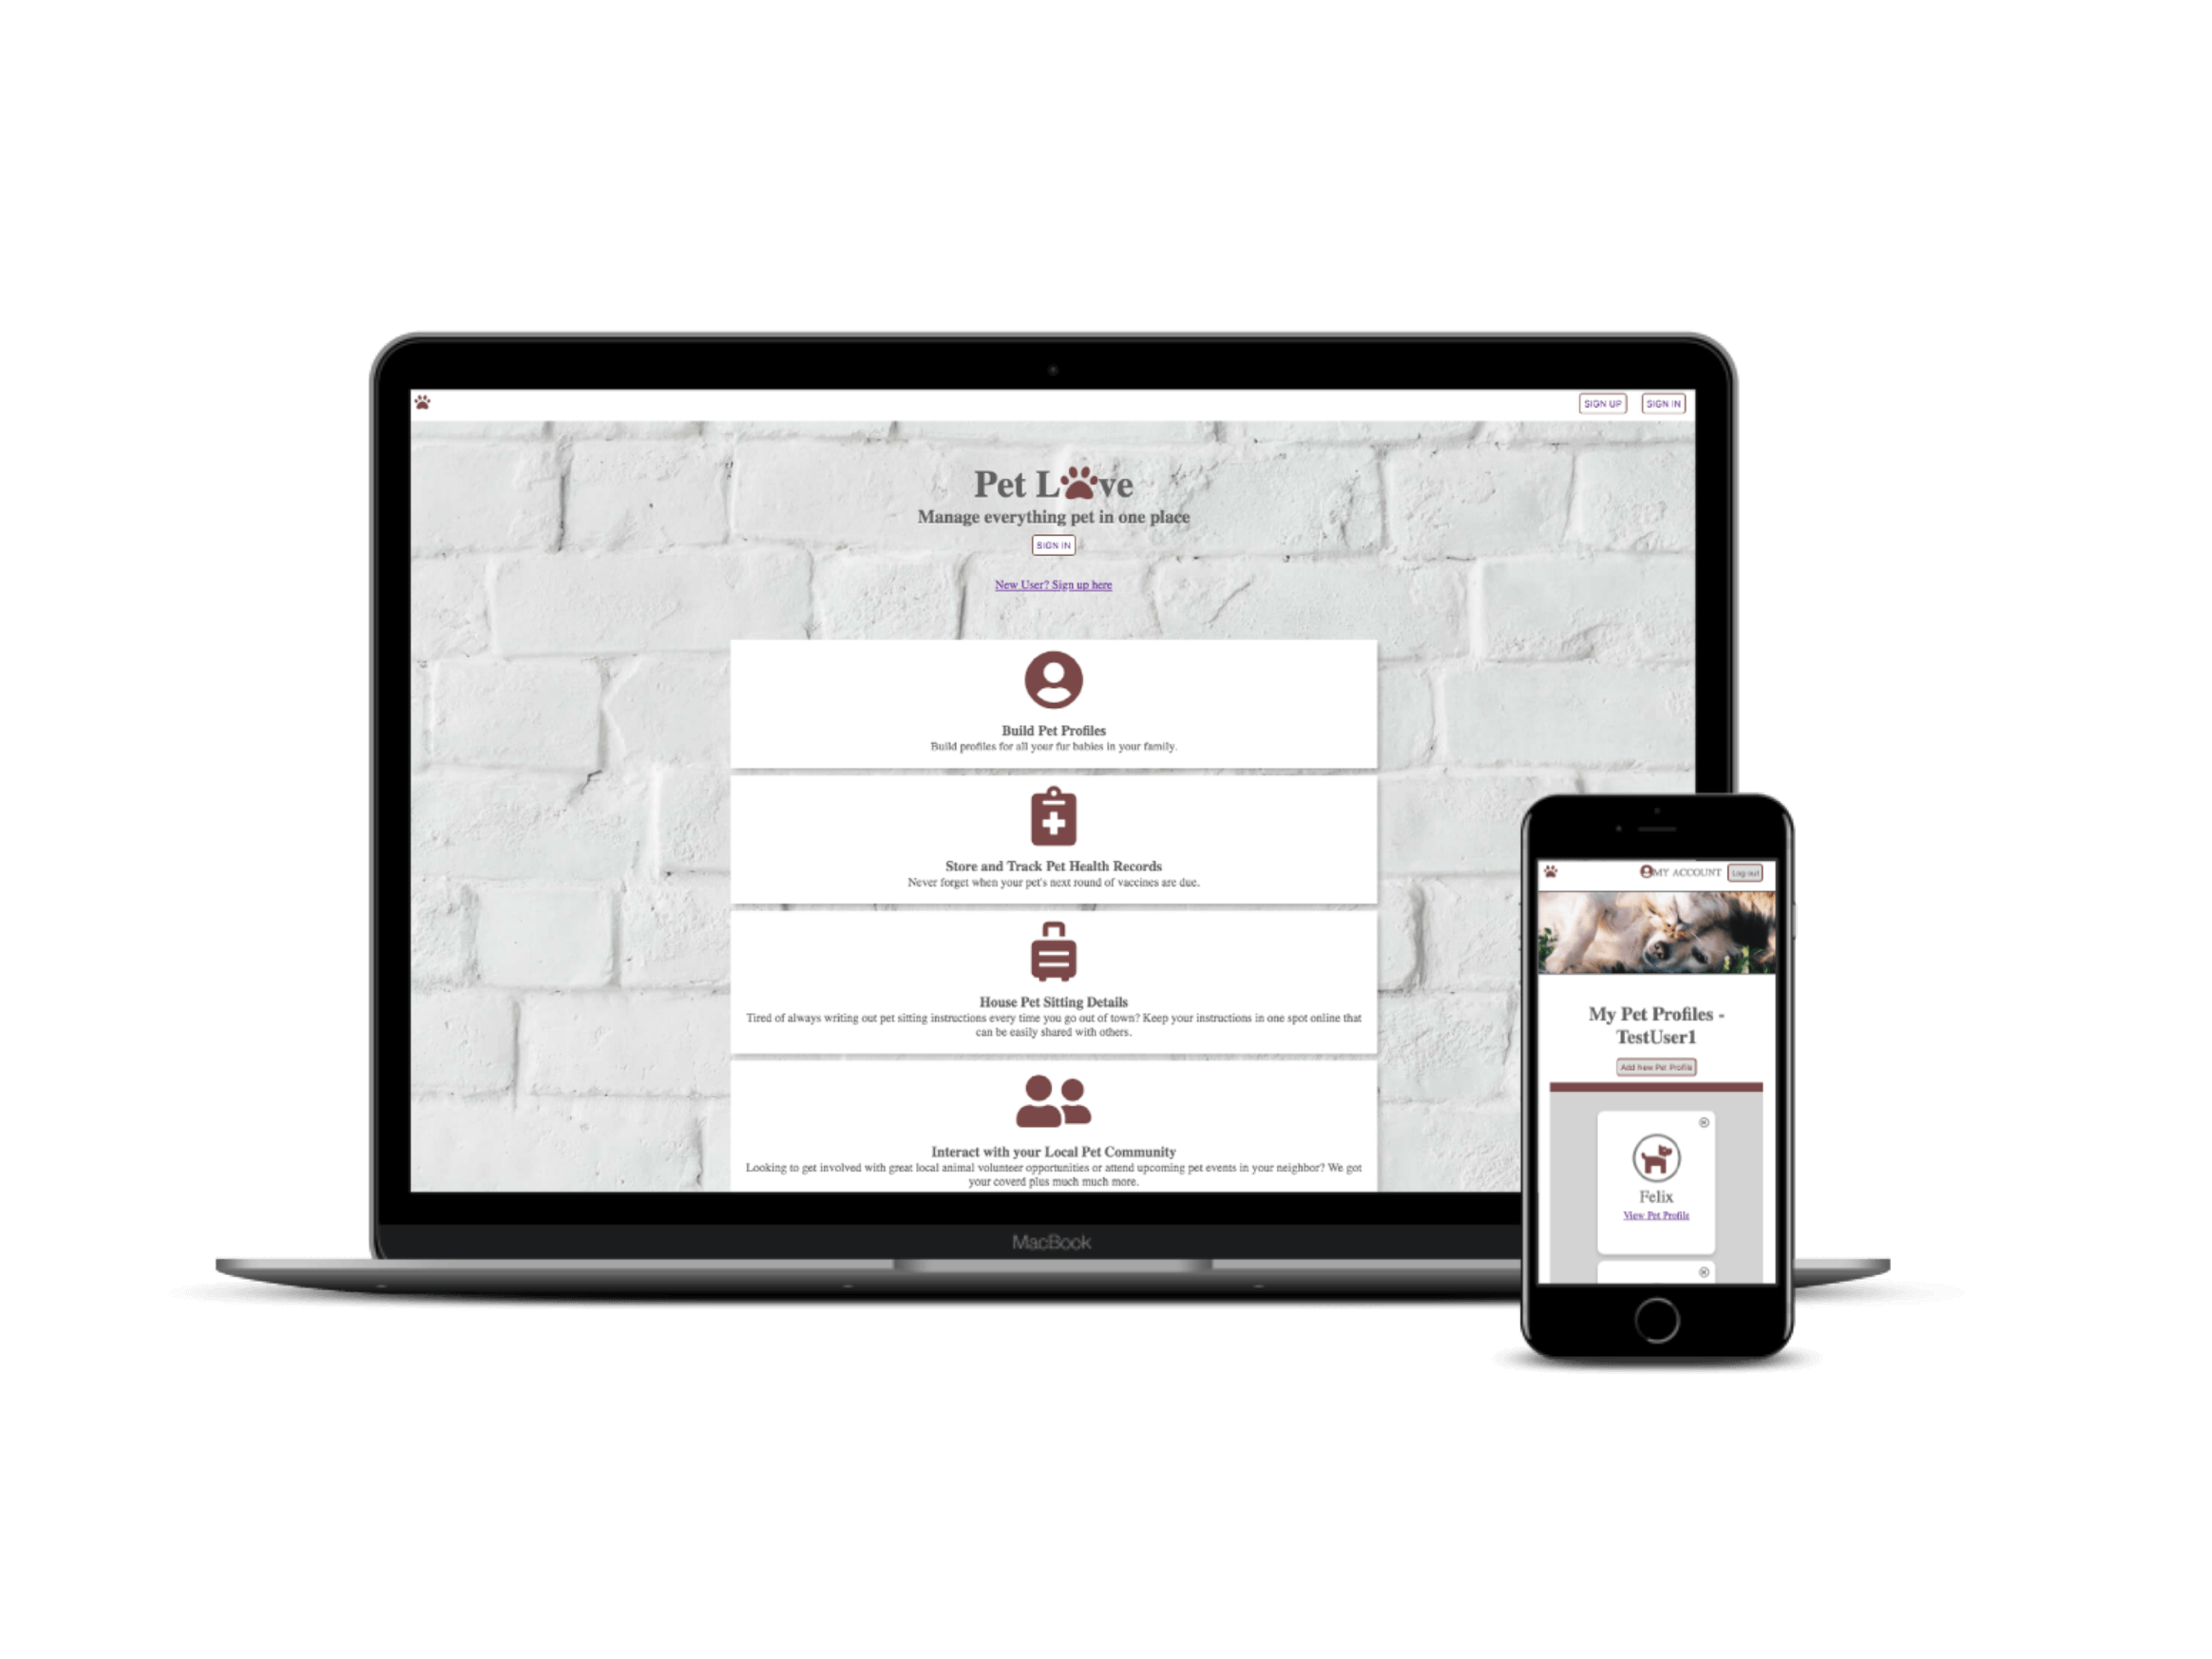 SIGN UP SIGN IN
Pet L ve
Manage everything pet in one place
SIGN IN
New User? Sign up here
Build Pet Profiles
Build profiles for all your fur babies in your family.
Store and Track Pet Health Records
Never forget when your pet's next round of vaccines are due.
House Pet Sitting Details
Tired of always writing out pet sitting instructions every time you go out of town? Keep your instructions in one spot online that
can be easily shared with others.
Interact with your Local Pet Community
Looking to get involved with great local animal volunteer opportunities or attend upcoming pet events in your neighbor? We got
your coverd plus much much more.
MacBook
MY ACCOUNT Log out
My Pet Profiles -
TestUser1
Add New Pet Profile
Felix
View Pet Profile